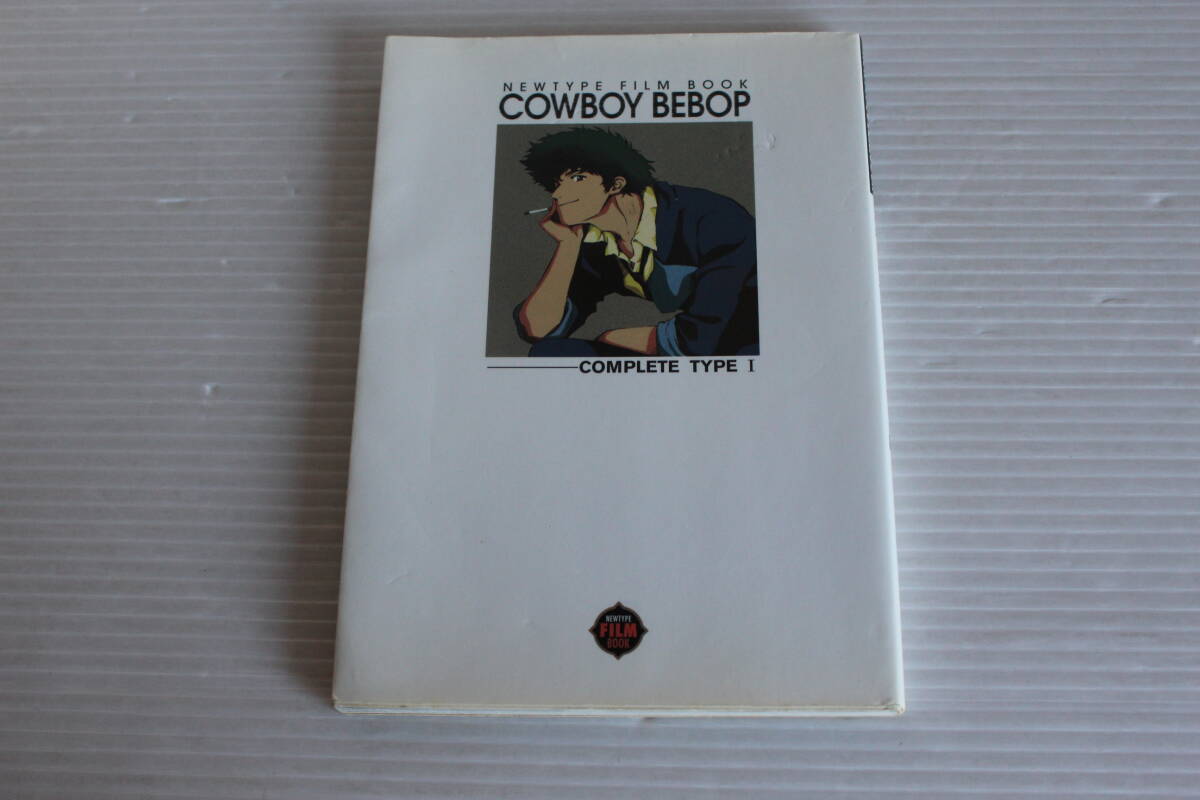 NEWTYPE FILM BOOK
COWBOY BEBOP
COMPLETE TYPE I
NEWTYPE
FILM
BOOK